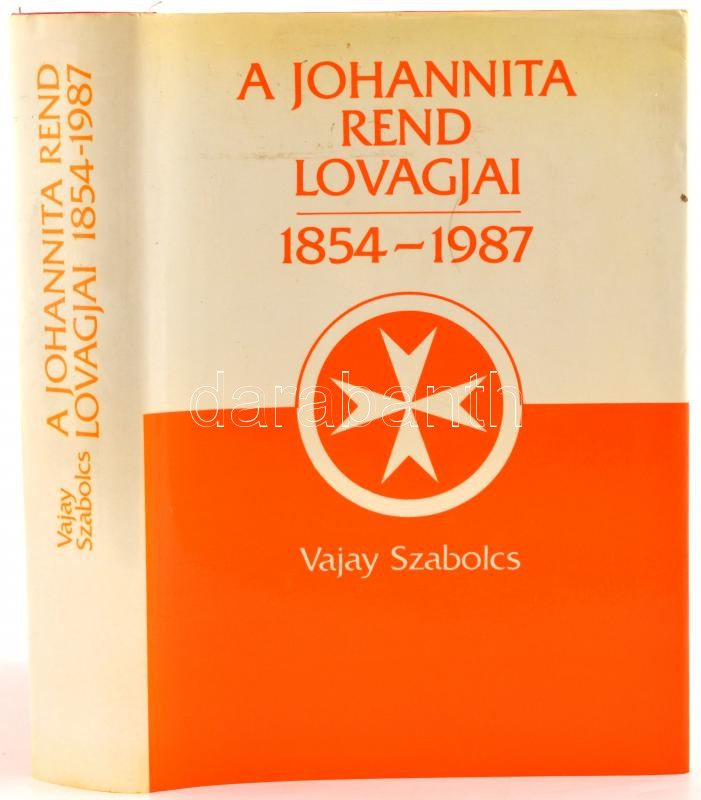 A JOHANNITA REND
LOVAGJAI 1854-1987
Vajay
Szabolcs
A JOHANNITA
REND
LOVAGJAI
1854-1987
darabanth
Vajay Szabolcs